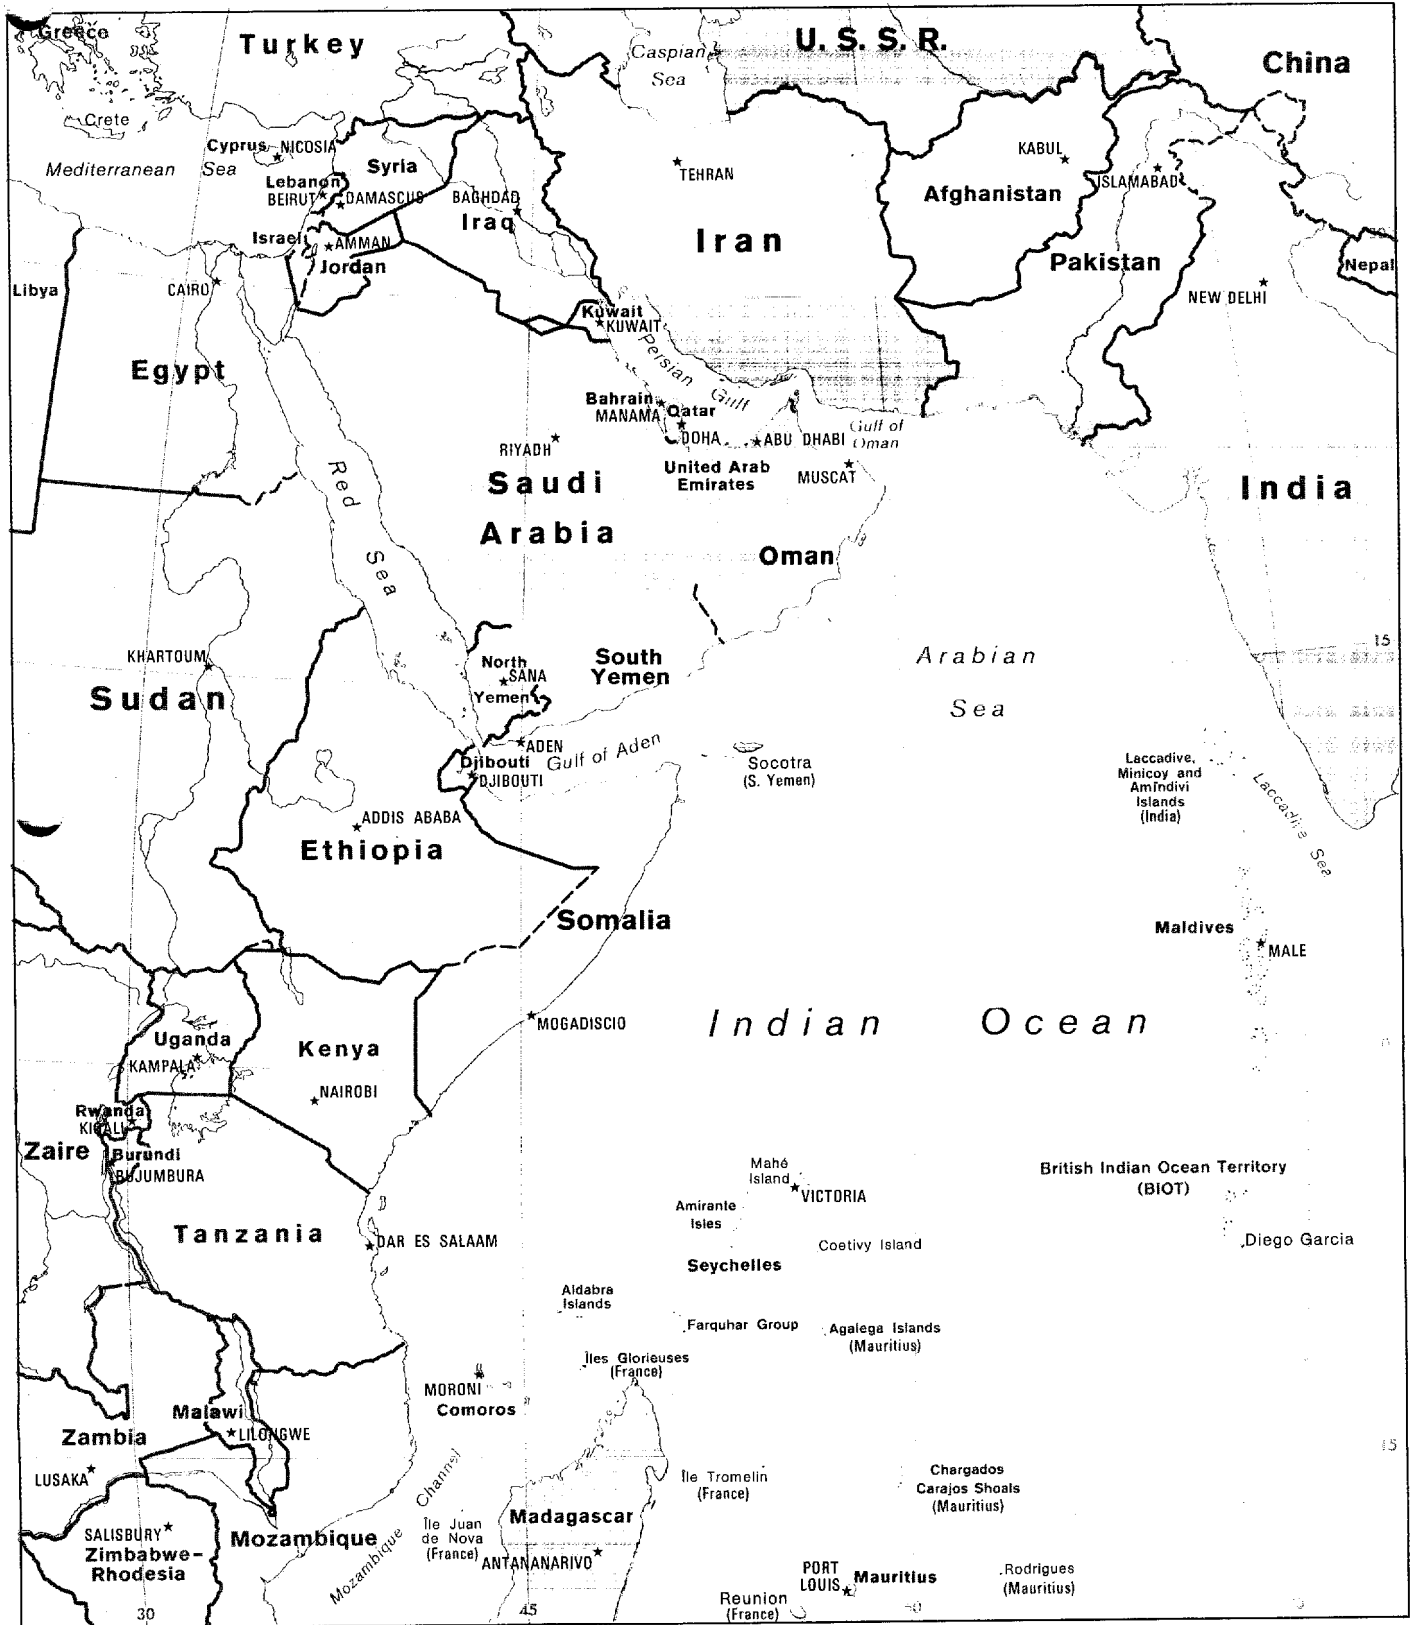 Greece
Turkey
Caspian
Sea
U. S. S. R.
China
Crete
Cyprus
NICOSIA
Mediterranean Sea
Syria
Lebanon
BEIRUT
DAMASCUS
BAGHDAD
Iraq
TEHRAN
Iran
KABUL
Afghanistan
ISLAMABAD
Pakistan
Nepal
NEW DELHI
Israel
AMMAN
Jordan
Libya
CAIRO
Egypt
Kuwait
KUWAIT
Persian Gulf
Bahrain
MANAMA
Qatar
DOHA
ABU DHABI
Gulf of
Oman
United Arab
Emirates
MUSCAT
RIYADH
Saudi
Arabia
Red Sea
Oman
India
KHARTOUM
Sudan
North
Yemen
SANA
South
Yemen
ADEN
Gulf of Aden
Djibouti
DJIBOUTI
Socotra
(S. Yemen)
Arabian
Sea
15
Laccadive,
Minicoy and
Amindivi
Islands
(India)
Laccadive Sea
ADDIS ABABA
Ethiopia
Somalia
Maldives
MALE
MOGADISCIO
Indian Ocean
0
Uganda
KAMPALA
Kenya
NAIROBI
Rwanda
KIGALI
Zaire
Burundi
BUJUMBURA
Tanzania
DAR ES SALAAM
Mahé
Island
VICTORIA
Amirante
Isles
Coetivy Island
Seychelles
British Indian Ocean Territory
(BIOT)
Diego Garcia
Aldabra
Islands
Farquhar Group
Agalega Islands
(Mauritius)
Îles Glorieuses
(France)
MORONI
Comoros
Malawi
LILONGWE
Zambia
LUSAKA
15
Mozambique Channel
Île Tromelin
(France)
Chargados
Carajos Shoals
(Mauritius)
SALISBURY
Zimbabwe-
Rhodesia
Mozambique
Île Juan
de Nova
(France)
Madagascar
ANTANANARIVO
PORT
LOUIS
Mauritius
Rodrigues
(Mauritius)
Reunion
(France)
30
45